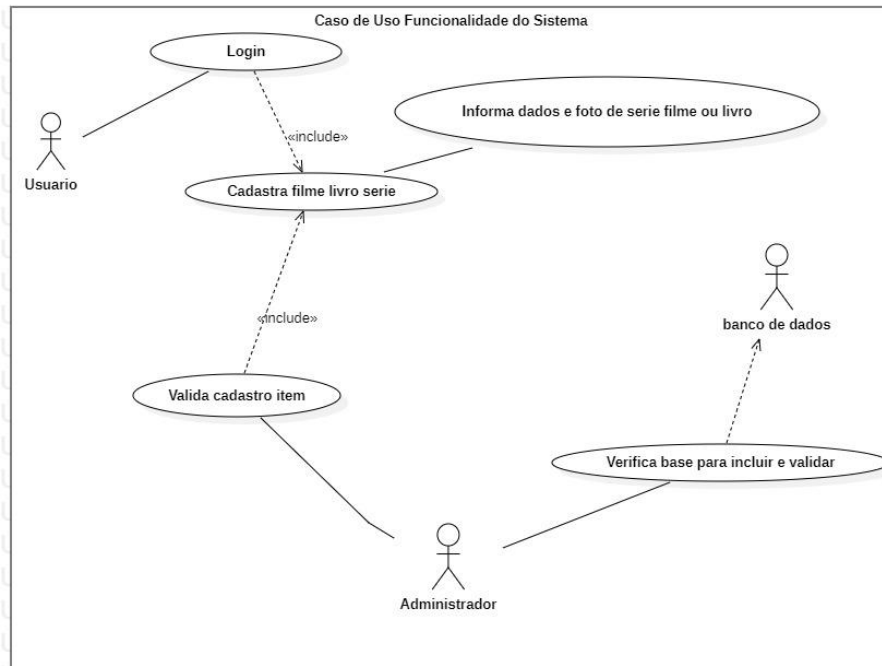 Caso de Uso Funcionalidade do Sistema
Login
Informa dados e foto de serie filme ou livro
«include»
Usuario
Cadastra filme livro serie
«include»
banco de dados
Valida cadastro item
Verifica base para incluir e validar
Administrador